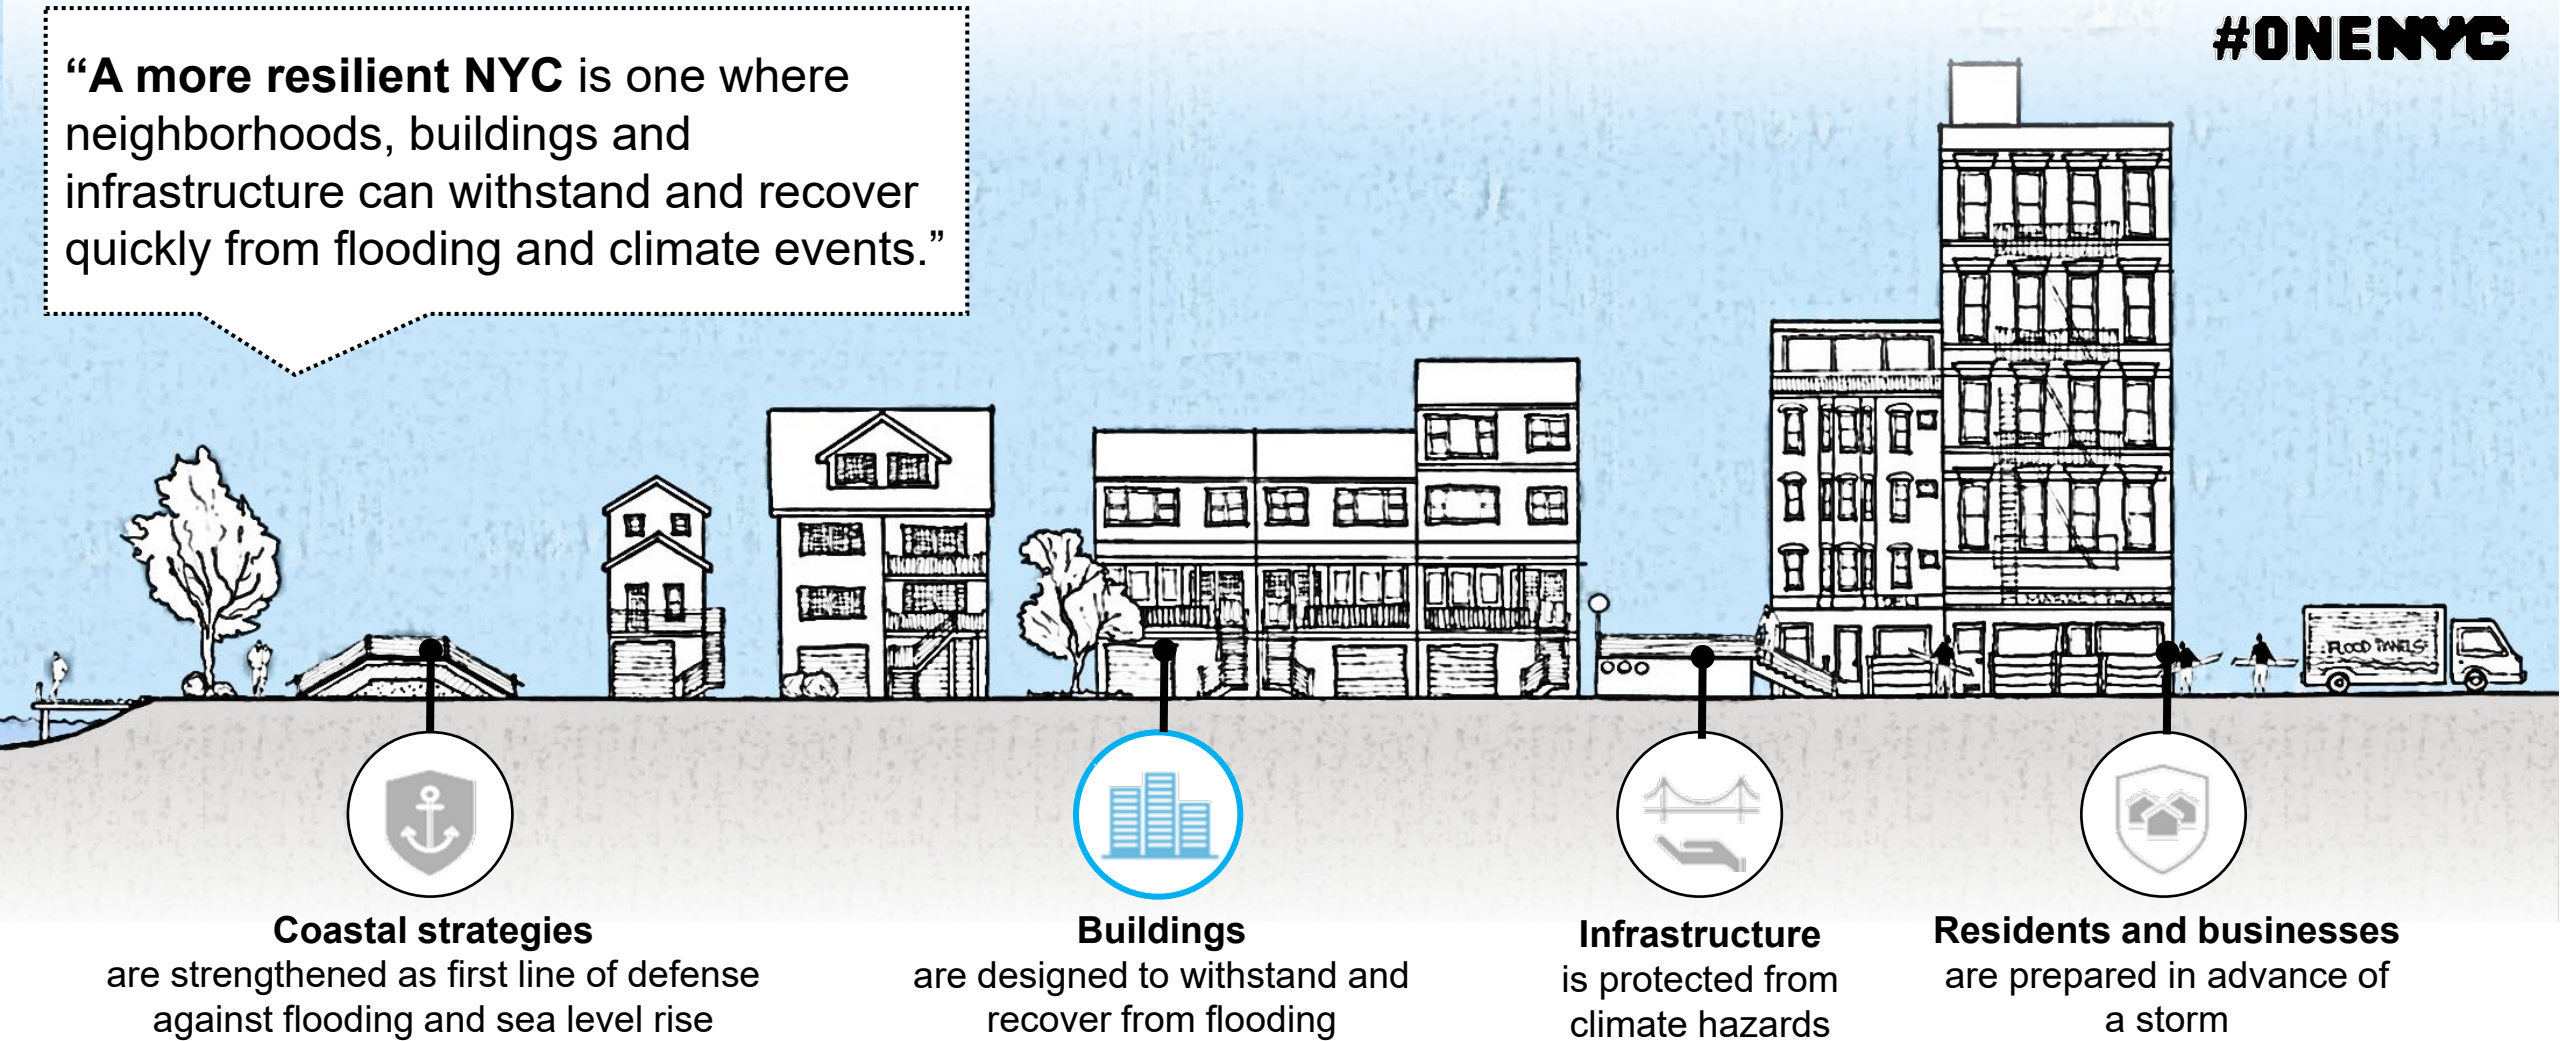 #ONENYC
“A more resilient NYC is one where
neighborhoods, buildings and
infrastructure can withstand and recover
quickly from flooding and climate events.”
DELI
MARKETPLACE
FLOOD PANELS
Coastal strategies
are strengthened as first line of defense
against flooding and sea level rise
Buildings
are designed to withstand and
recover from flooding
Infrastructure
is protected from
climate hazards
Residents and businesses
are prepared in advance of
a storm